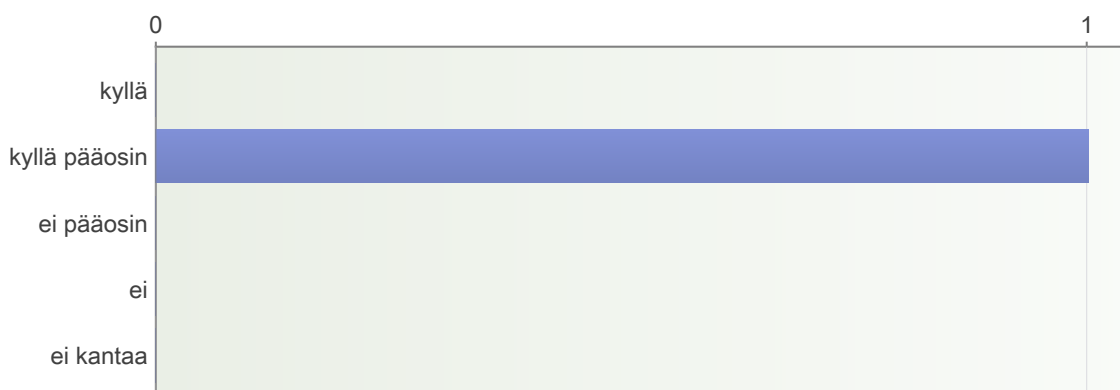 0 1
kyllä
kyllä pääosin
ei pääosin
ei
ei kantaa